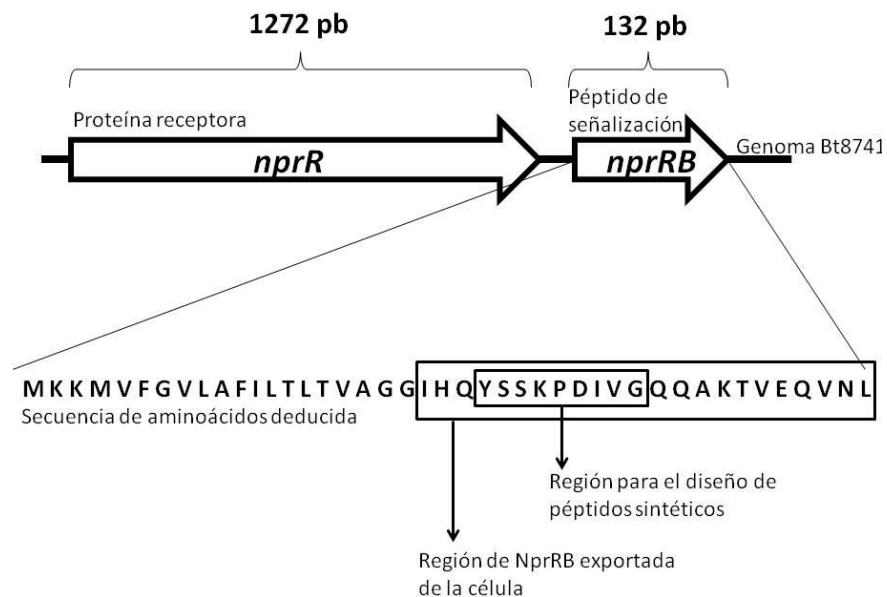 1272 pb
132 pb
Proteína receptora
Péptido de
señalización
Genoma Bt8741
nprR
nprRB
MKKMVFGVLAFILTLTVAGGIHQYSSKPDIVGQQAKTVEQVNL
Secuencia de aminoácidos deducida
Región para el diseño de
péptidos sintéticos
Región de NprRB exportada
de la célula